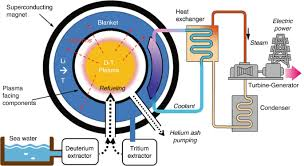 Superconducting
magnet
Blanket
Heat
exchanger
Electric
power
Steam
Li
T
D-T
Plasma
Refueling
Turbine-Generator
Plasma
facing
components
Coolant
Condenser
Helium ash
pumping
Sea water
Deuterium
extractor
Tritium
extractor